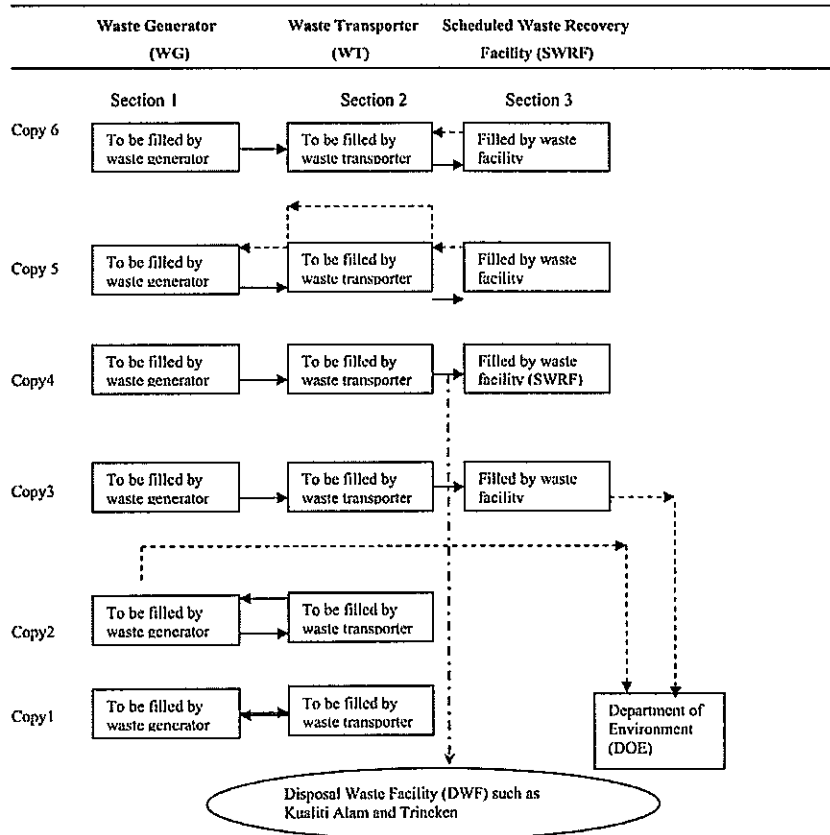 Waste Generator Waste Transporter Scheduled Waste Recovery
(WG) (WT) Facility (SWRF)
Section 1 Section 2 Section 3
Copy 6
To be filled by waste generator
To be filled by waste transporter
Filled by waste facility
Copy 5
To be filled by waste generator
To be filled by waste transporter
Filled by waste facility
Copy4
To be filled by waste generator
To be filled by waste transporter
Filled by waste facility (SWRF)
Copy3
To be filled by waste generator
To be filled by waste transporter
Filled by waste facility
Copy2
To be filled by waste generator
To be filled by waste transporter
Copy1
To be filled by waste generator
To be filled by waste transporter
Department of
Environment
(DOE)
Disposal Waste Facility (DWF) such as
Kualiti Alam and Trineken